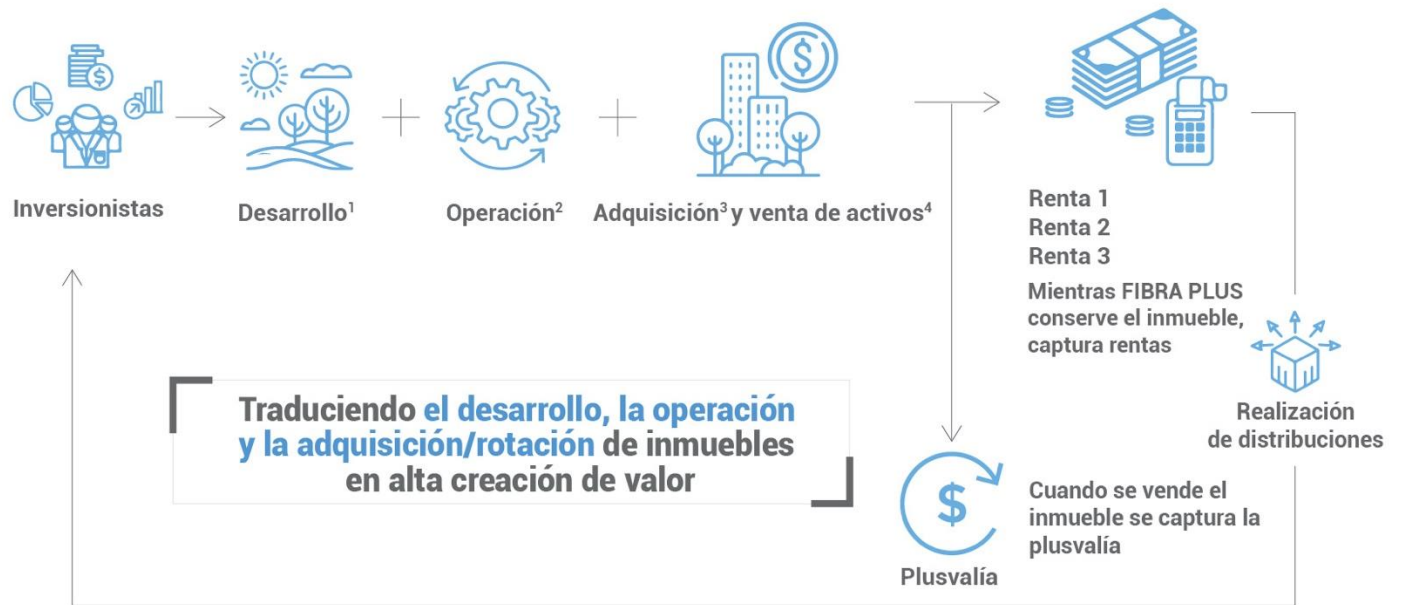 Inversionistas
Desarrollo¹
Operación²
Adquisición³ y venta de activos⁴
Renta 1
Renta 2
Renta 3
Mientras FIBRA PLUS
conserve el inmueble,
captura rentas
Traduciendo el desarrollo, la operación
y la adquisición/rotación de inmuebles
en alta creación de valor
Realización
de distribuciones
$
Plusvalía
Cuando se vende el
inmueble se captura la
plusvalía